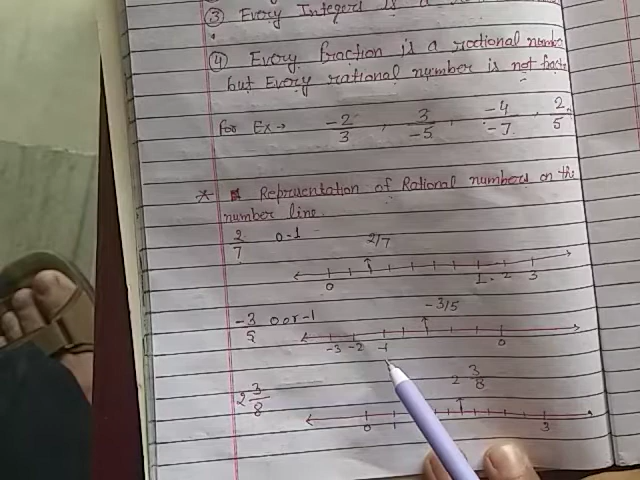 ③ Every Integers is a
④ Every fraction is a rational number
but Every rational number is not
For Ex→ -2/3 , 3/-5 , -4/-7 , 2/5
* Representation of Rational numbers on the
number line.
2/7 0-1 2/7
0 1 2 3
-3/5 0 or -1 -3/5
-3 -2 -1 0
2 3/8 2 3/8
0 3